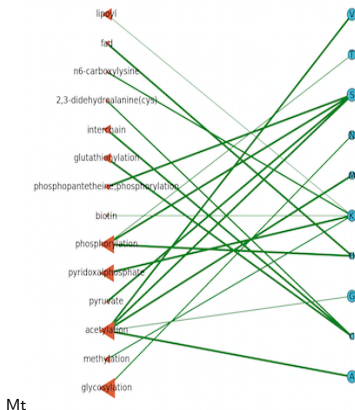 lipoyl
V
fad
T
n6-carboxylysine
2,3-didehydroalanine(cys)
S
interchain
N
glutathionylation
M
phosphopantetheine;phosphorylation
biotin
K
phosphorylation
H
pyridoxalphosphate
G
pyruvate
acetylation
C
methylation
A
glycosylation
Mt